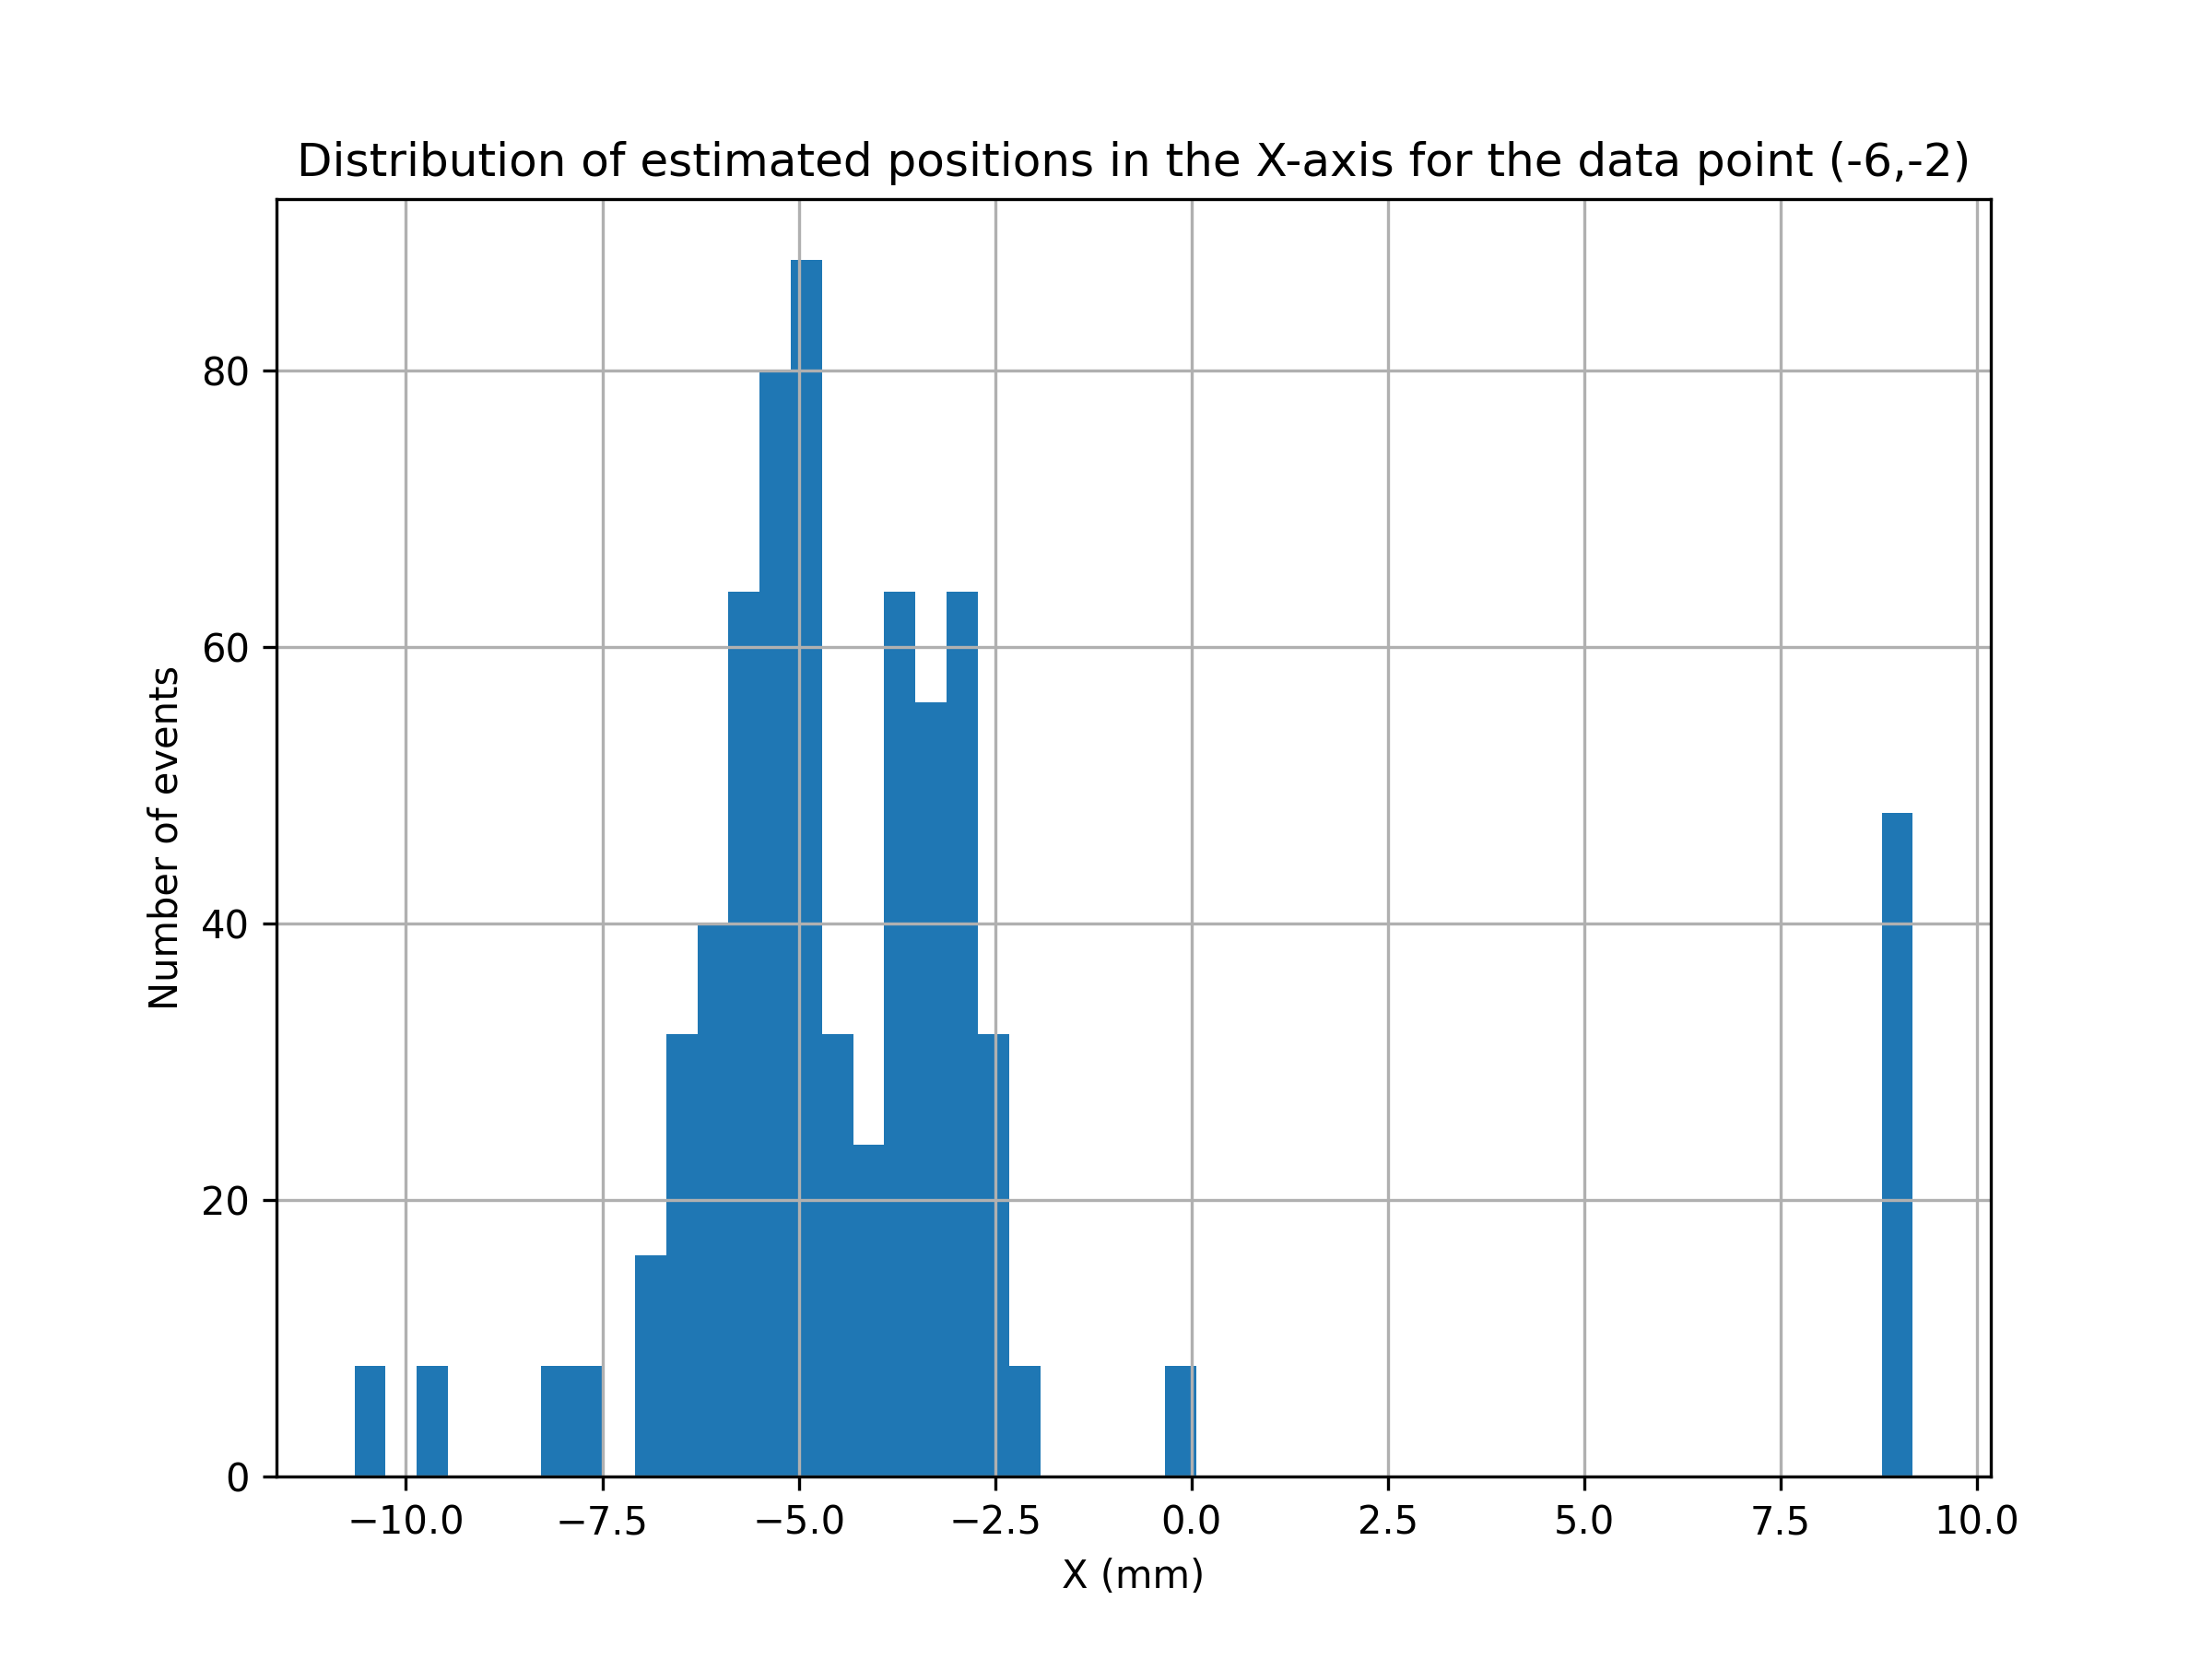 Distribution of estimated positions in the X-axis for the data point (-6,-2)
Number of events
80
60
40
20
0
−10.0 −7.5 −5.0 −2.5 0.0 2.5 5.0 7.5 10.0
X (mm)